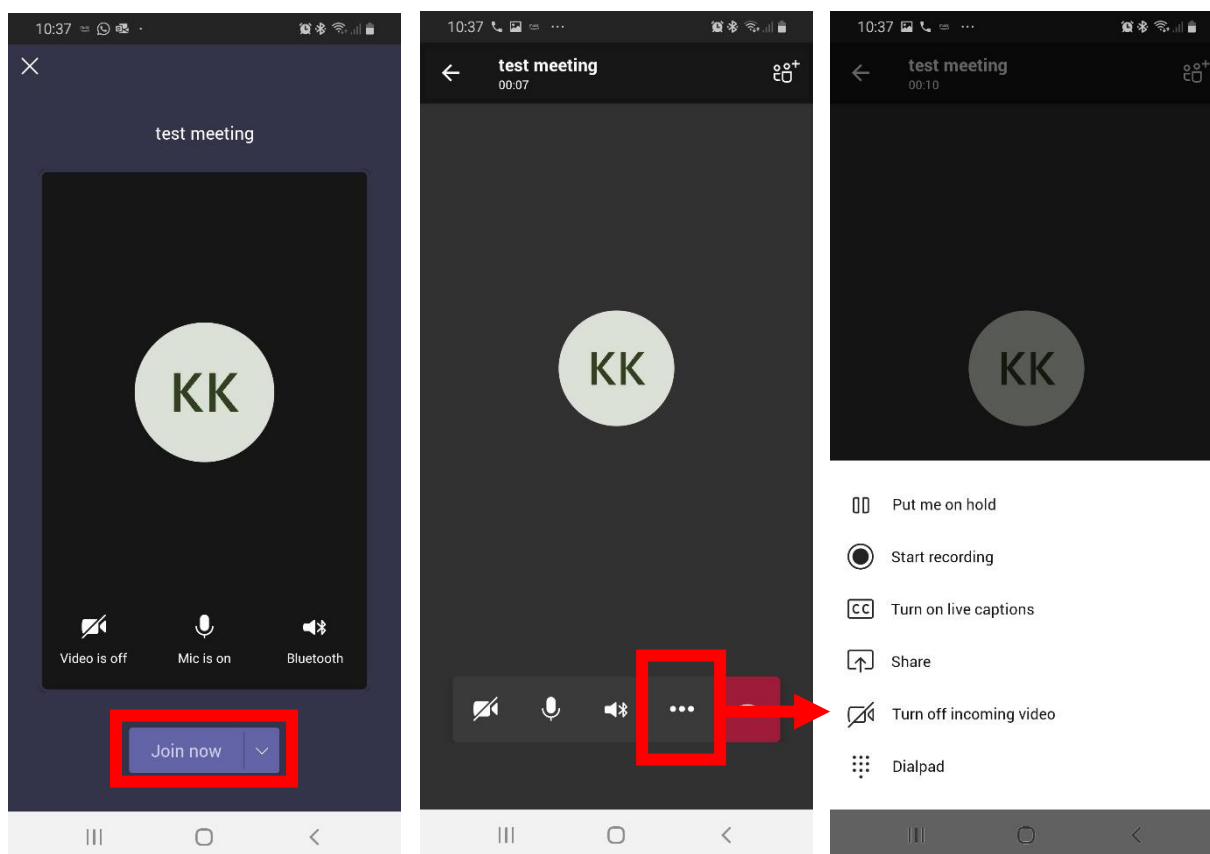 10:37
test meeting
KK
Video is off
Mic is on
Bluetooth
Join now
10:37
test meeting
00:07
KK
10:37
test meeting
00:10
KK
Put me on hold
Start recording
CC Turn on live captions
Share
Turn off incoming video
Dialpad